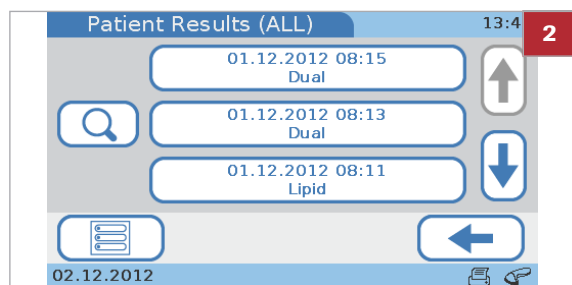 Patient Results (ALL)
13:4
2
01.12.2012 08:15
Dual
01.12.2012 08:13
Dual
01.12.2012 08:11
Lipid
02.12.2012